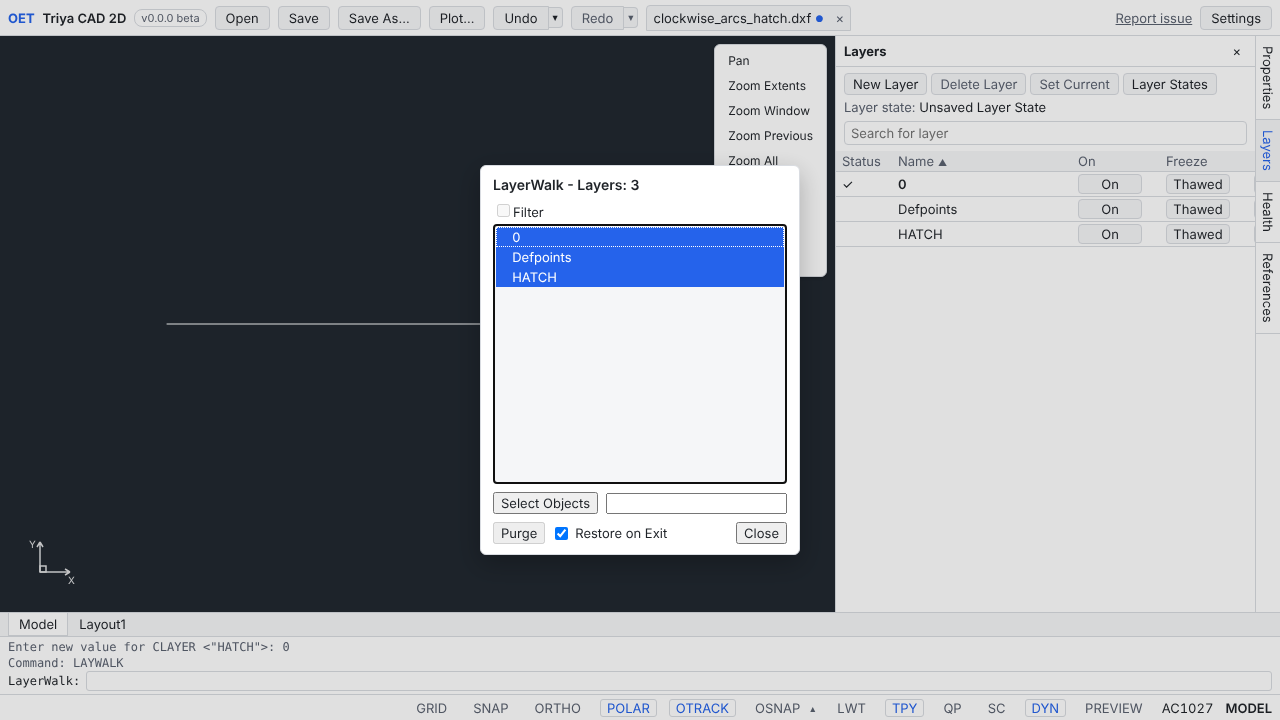 OET Triya CAD 2D v0.0.0 beta Open Save Save As... Plot... Undo ▾ Redo ▾ clockwise_arcs_hatch.dxf ● × Report issue Settings
Pan
Zoom Extents
Zoom Window
Zoom Previous
Zoom All
LayerWalk - Layers: 3
Filter
0
Defpoints
HATCH
Select Objects
Purge Restore on Exit Close
Y
X
Layers ×
New Layer Delete Layer Set Current Layer States
Layer state: Unsaved Layer State
Search for layer
Status Name ▲ On Freeze
✓ 0 On Thawed
Defpoints On Thawed
HATCH On Thawed
Properties
Layers
Health
References
Model Layout1
Enter new value for CLAYER <"HATCH">: 0
Command: LAYWALK
LayerWalk:
GRID SNAP ORTHO POLAR OTRACK OSNAP ▲ LWT TPY QP SC DYN PREVIEW AC1027 MODEL